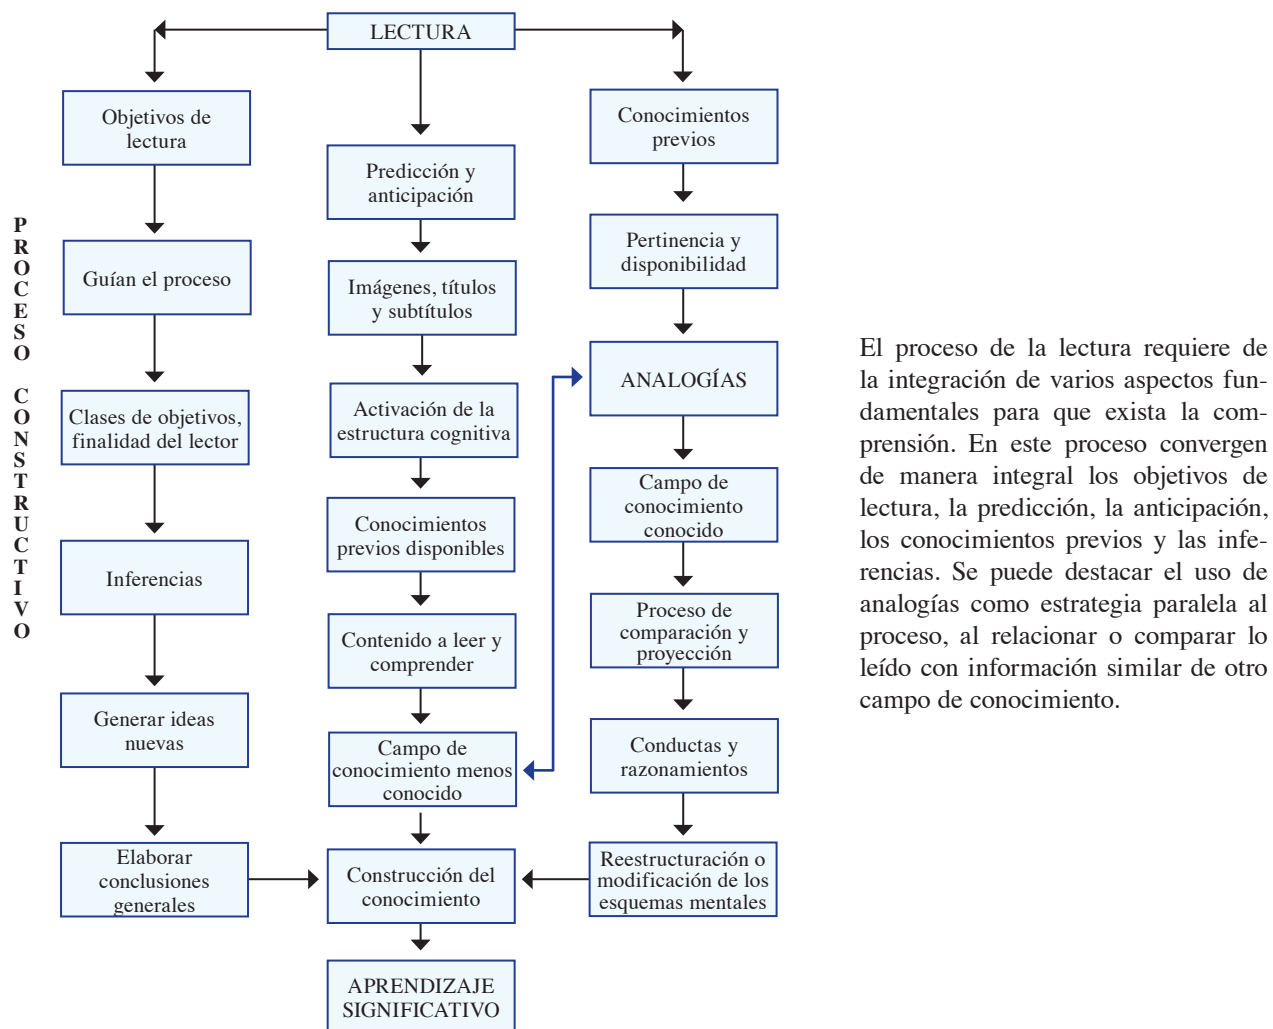 LECTURA
Objetivos de
lectura
Guían el proceso
Clases de objetivos,
finalidad del lector
Inferencias
Generar ideas
nuevas
Elaborar
conclusiones
generales
Predicción y
anticipación
Imágenes, títulos
y subtítulos
Activación de la
estructura cognitiva
Conocimientos
previos disponibles
Contenido a leer y
comprender
Campo de
conocimiento menos
conocido
Construcción del
conocimiento
APRENDIZAJE
SIGNIFICATIVO
Conocimientos
previos
Pertinencia y
disponibilidad
ANALOGÍAS
Campo de
conocimiento
conocido
Proceso de
comparación y
proyección
Conductas y
razonamientos
Reestructuración o
modificación de los
esquemas mentales
PROCESO CONSTRUCTIVO
El proceso de la lectura requiere de
la integración de varios aspectos fun-
damentales para que exista la com-
prensión. En este proceso convergen
de manera integral los objetivos de
lectura, la predicción, la anticipación,
los conocimientos previos y las infe-
rencias. Se puede destacar el uso de
analogías como estrategia paralela al
proceso, al relacionar o comparar lo
leído con información similar de otro
campo de conocimiento.